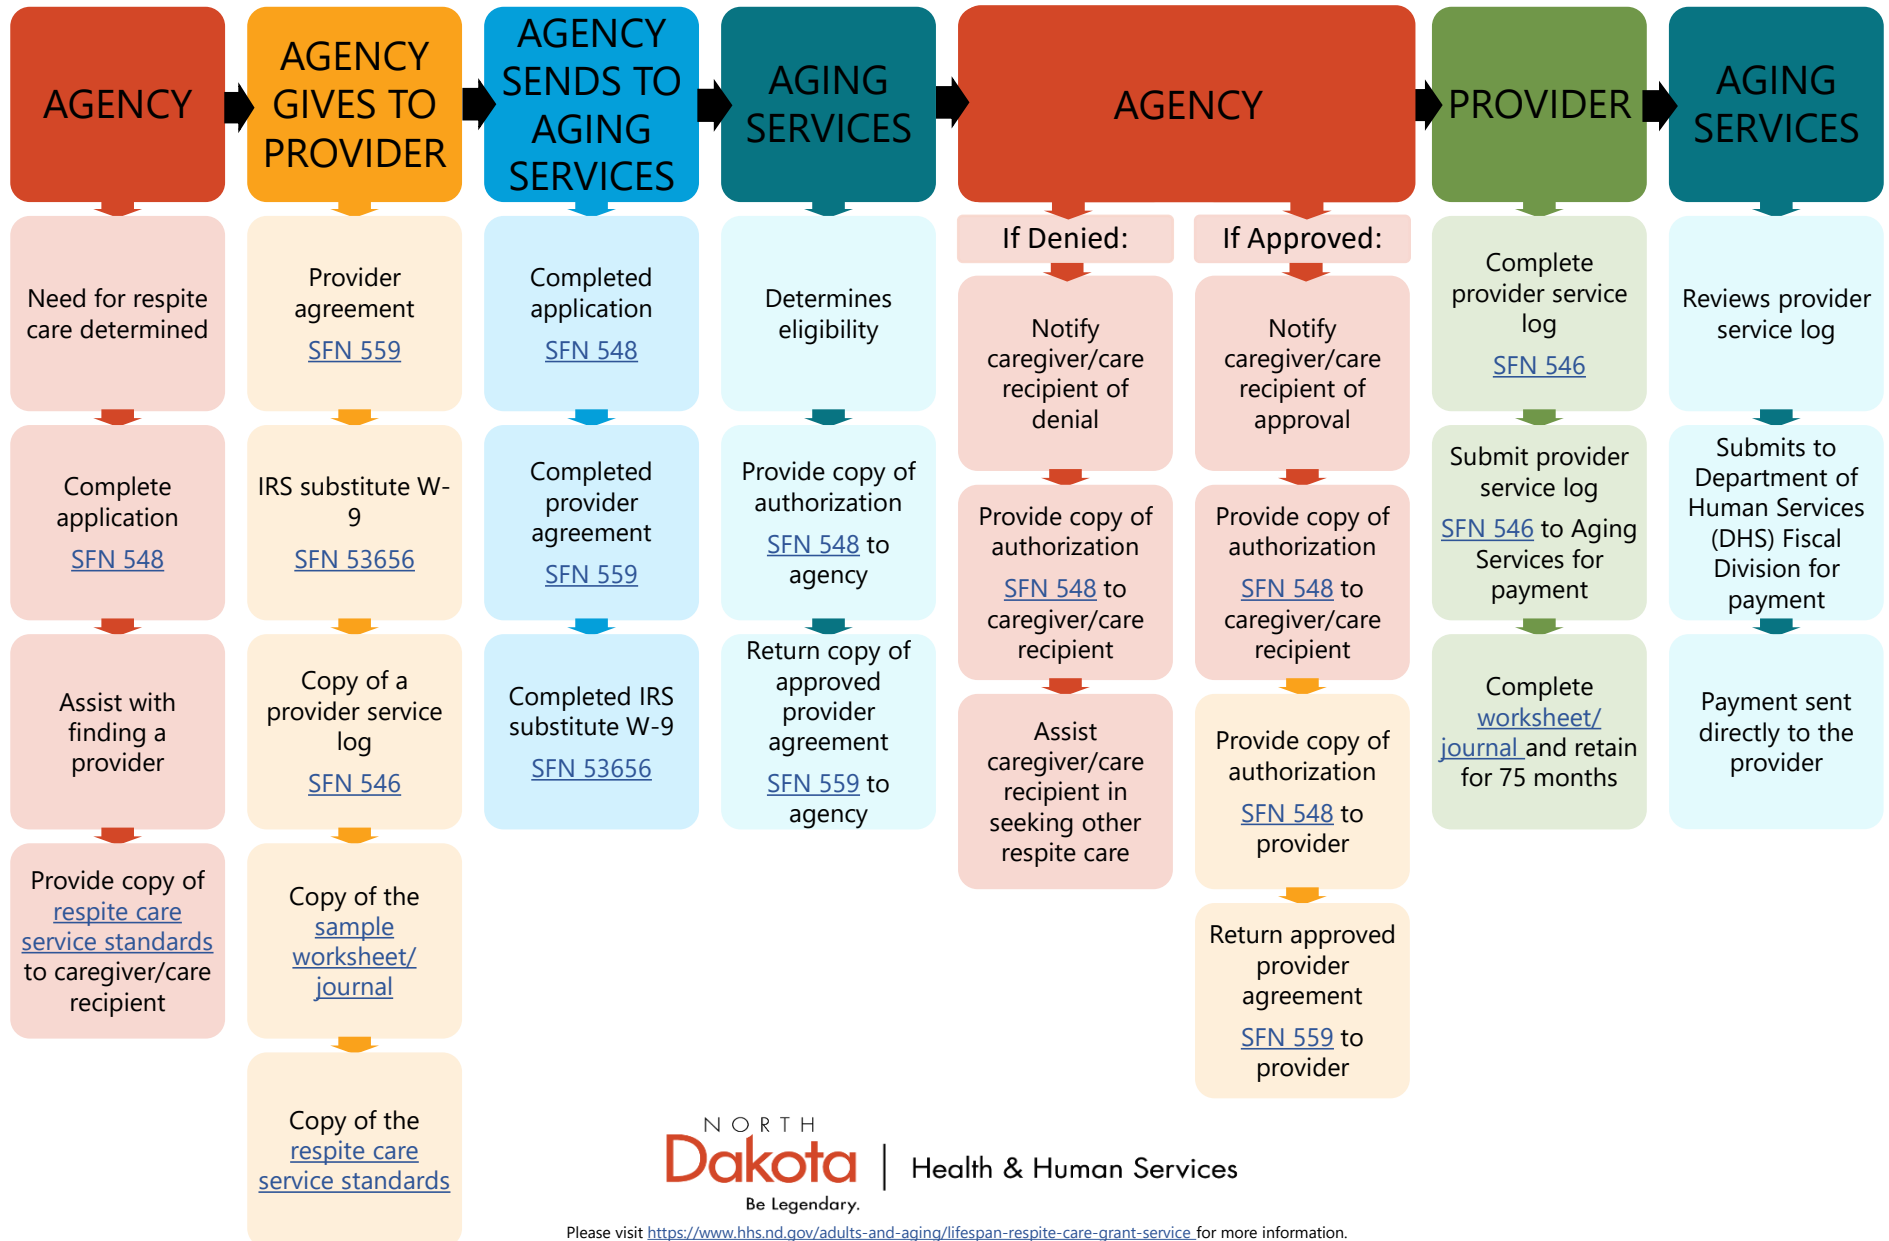 AGENCY
Need for respite
care determined
Complete
application
SFN 548
Assist with
finding a
provider
Provide copy of
respite care
service standards
to caregiver/care
recipient
AGENCY
GIVES TO
PROVIDER
Provider
agreement
SFN 559
IRS substitute W-
9
SFN 53656
Copy of a
provider service
log
SFN 546
Copy of the
sample
worksheet/
journal
Copy of the
respite care
service standards
AGENCY
SENDS TO
AGING
SERVICES
Completed
application
SFN 548
Completed
provider
agreement
SFN 559
Completed IRS
substitute W-9
SFN 53656
AGING
SERVICES
Determines
eligibility
Provide copy of
authorization
SFN 548 to
agency
Return copy of
approved
provider
agreement
SFN 559 to
agency
AGENCY
If Denied:
Notify
caregiver/care
recipient of
denial
Provide copy of
authorization
SFN 548 to
caregiver/care
recipient
Assist
caregiver/care
recipient in
seeking other
respite care
If Approved:
Notify
caregiver/care
recipient of
approval
Provide copy of
authorization
SFN 548 to
caregiver/care
recipient
Provide copy of
authorization
SFN 548 to
provider
Return approved
provider
agreement
SFN 559 to
provider
PROVIDER
Complete
provider service
log
SFN 546
Submit provider
service log
SFN 546 to Aging
Services for
payment
Complete
worksheet/
journal and retain
for 75 months
AGING
SERVICES
Reviews provider
service log
Submits to
Department of
Human Services
(DHS) Fiscal
Division for
payment
Payment sent
directly to the
provider
NORTH
Dakota
Be Legendary.
Health & Human Services
Please visit https://www.hhs.nd.gov/adults-and-aging/lifespan-respite-care-grant-service for more information.